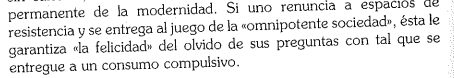 permanente de la modernidad. Si uno renuncia a espacios de
resistencia y se entrega al juego de la «omnipotente sociedad», ésta le
garantiza «la felicidad» del olvido de sus preguntas con tal que se
entregue a un consumo compulsivo.